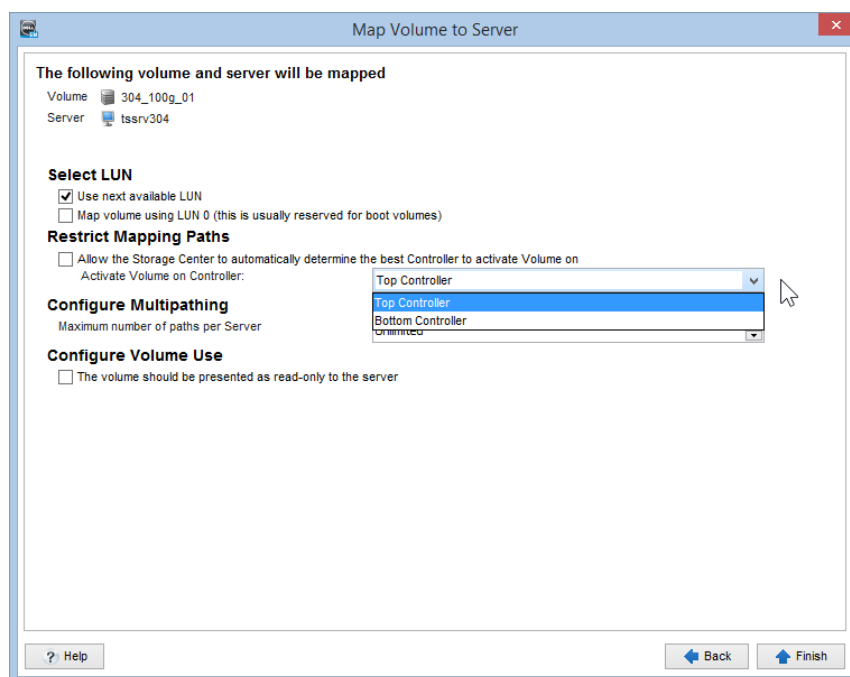 Map Volume to Server
The following volume and server will be mapped
Volume 304_100g_01
Server tssrv304
Select LUN
Use next available LUN
Map volume using LUN 0 (this is usually reserved for boot volumes)
Restrict Mapping Paths
Allow the Storage Center to automatically determine the best Controller to activate Volume on
Activate Volume on Controller: Top Controller
Top Controller
Bottom Controller
Configure Multipathing
Maximum number of paths per Server Unlimited
Configure Volume Use
The volume should be presented as read-only to the server
? Help Back Finish